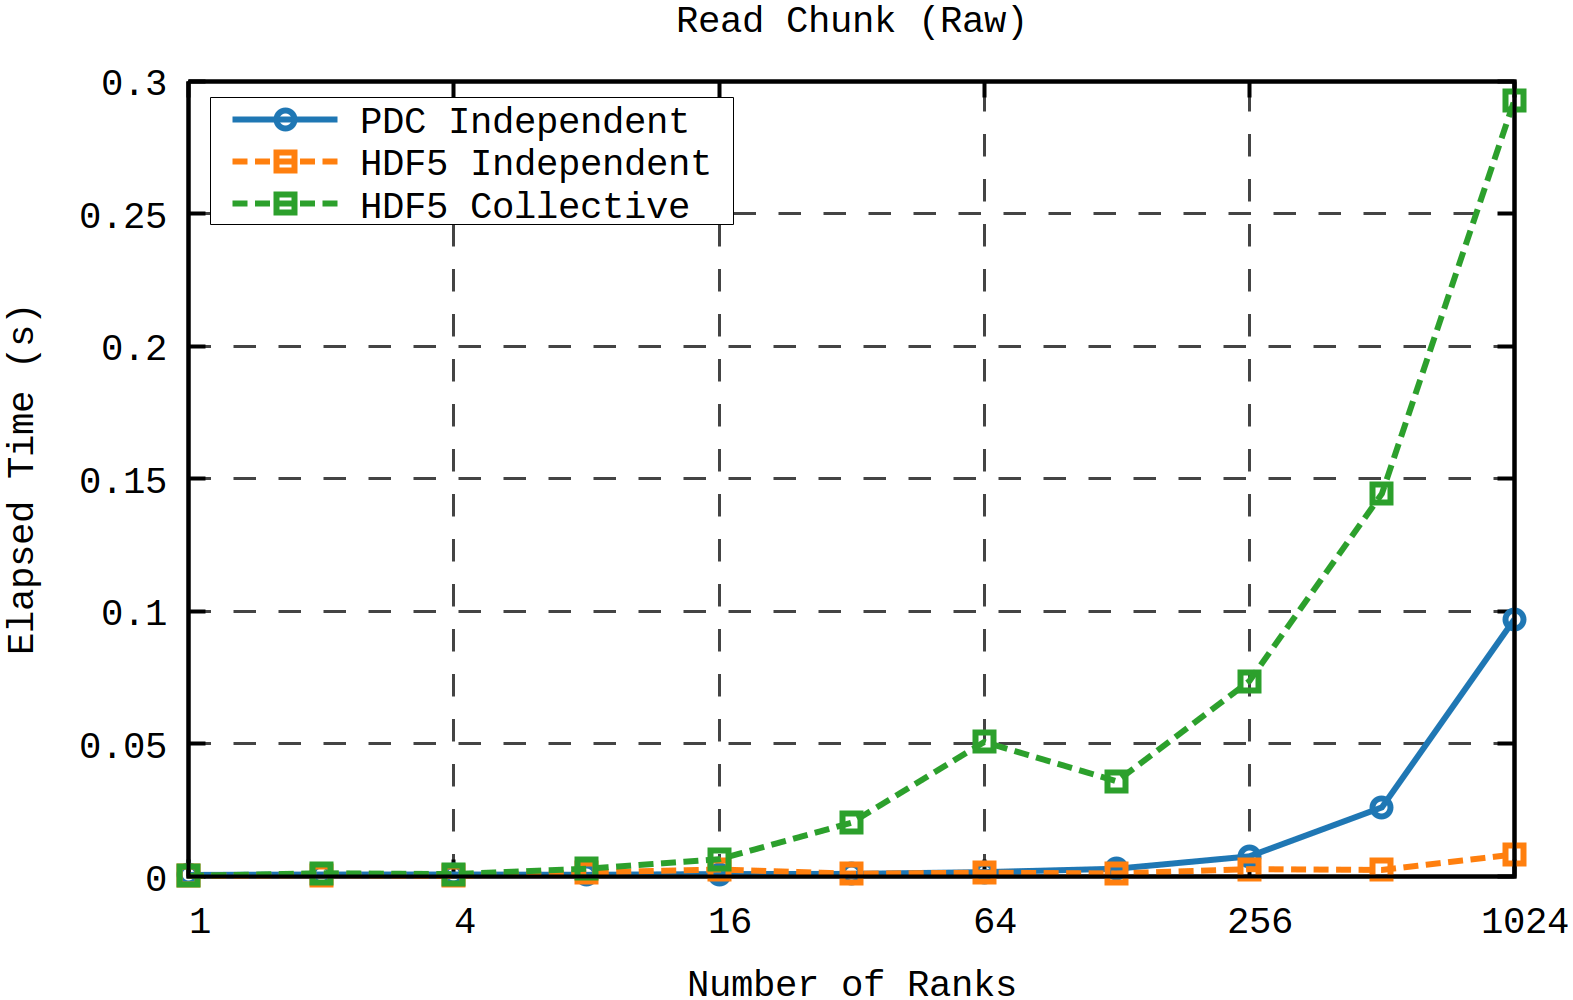 Read Chunk (Raw)
PDC Independent
HDF5 Independent
HDF5 Collective
0.3
0.25
0.2
0.15
0.1
0.05
0
Elapsed Time (s)
1 4 16 64 256 1024
Number of Ranks